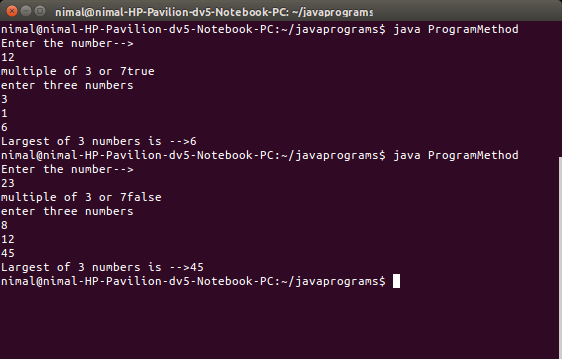 nimal@nimal-HP-Pavilion-dv5-Notebook-PC: ~/javaprograms
nimal@nimal-HP-Pavilion-dv5-Notebook-PC:~/javaprograms$ java ProgramMethod
Enter the number-->
12
multiple of 3 or 7true
enter three numbers
3
1
6
Largest of 3 numbers is -->6
nimal@nimal-HP-Pavilion-dv5-Notebook-PC:~/javaprograms$ java ProgramMethod
Enter the number-->
23
multiple of 3 or 7false
enter three numbers
8
12
45
Largest of 3 numbers is -->45
nimal@nimal-HP-Pavilion-dv5-Notebook-PC:~/javaprograms$